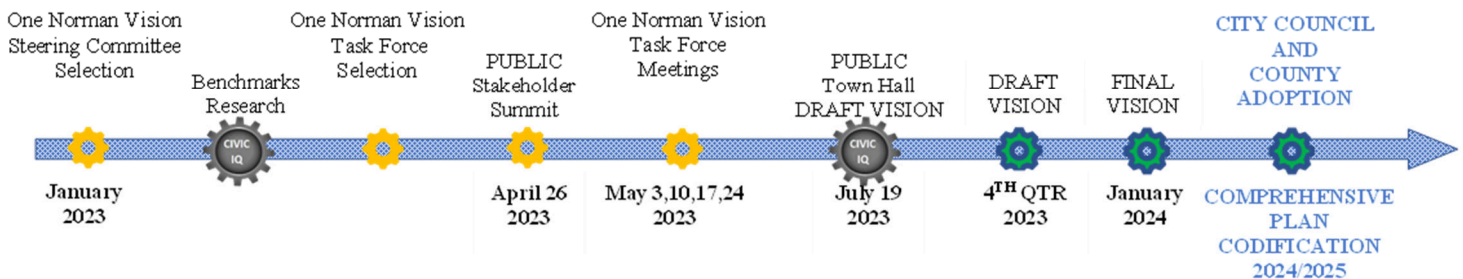 One Norman Vision
Steering Committee
Selection
Benchmarks
Research
One Norman Vision
Task Force
Selection
PUBLIC
Stakeholder
Summit
One Norman Vision
Task Force
Meetings
PUBLIC
Town Hall
DRAFT VISION
DRAFT
VISION
FINAL
VISION
CITY COUNCIL
AND
COUNTY
ADOPTION
CIVIC
IQ
CIVIC
IQ
January
2023
April 26
2023
May 3,10,17,24
2023
July 19
2023
4TH QTR
2023
January
2024
COMPREHENSIVE
PLAN
CODIFICATION
2024/2025